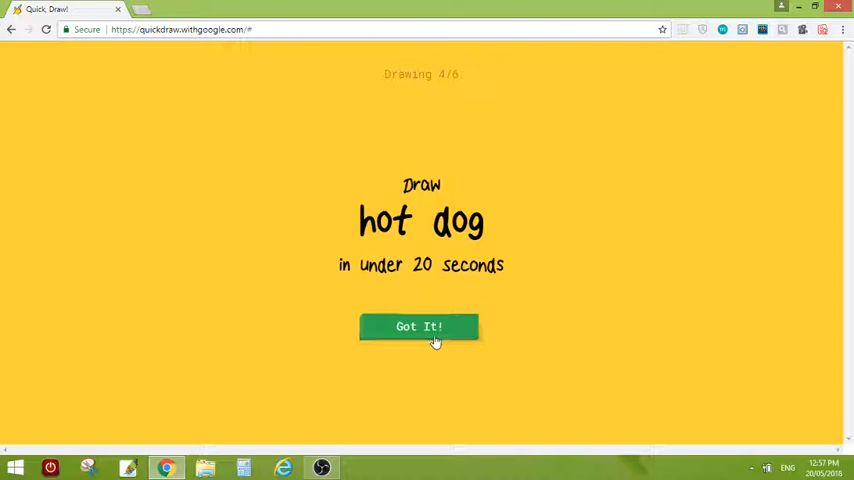 Quick, Draw!
Secure
https://quickdraw.withgoogle.com/#
Drawing 4/6
Draw
hot dog
in under 20 seconds
Got It!
ENG
12:57 PM
20/05/2018